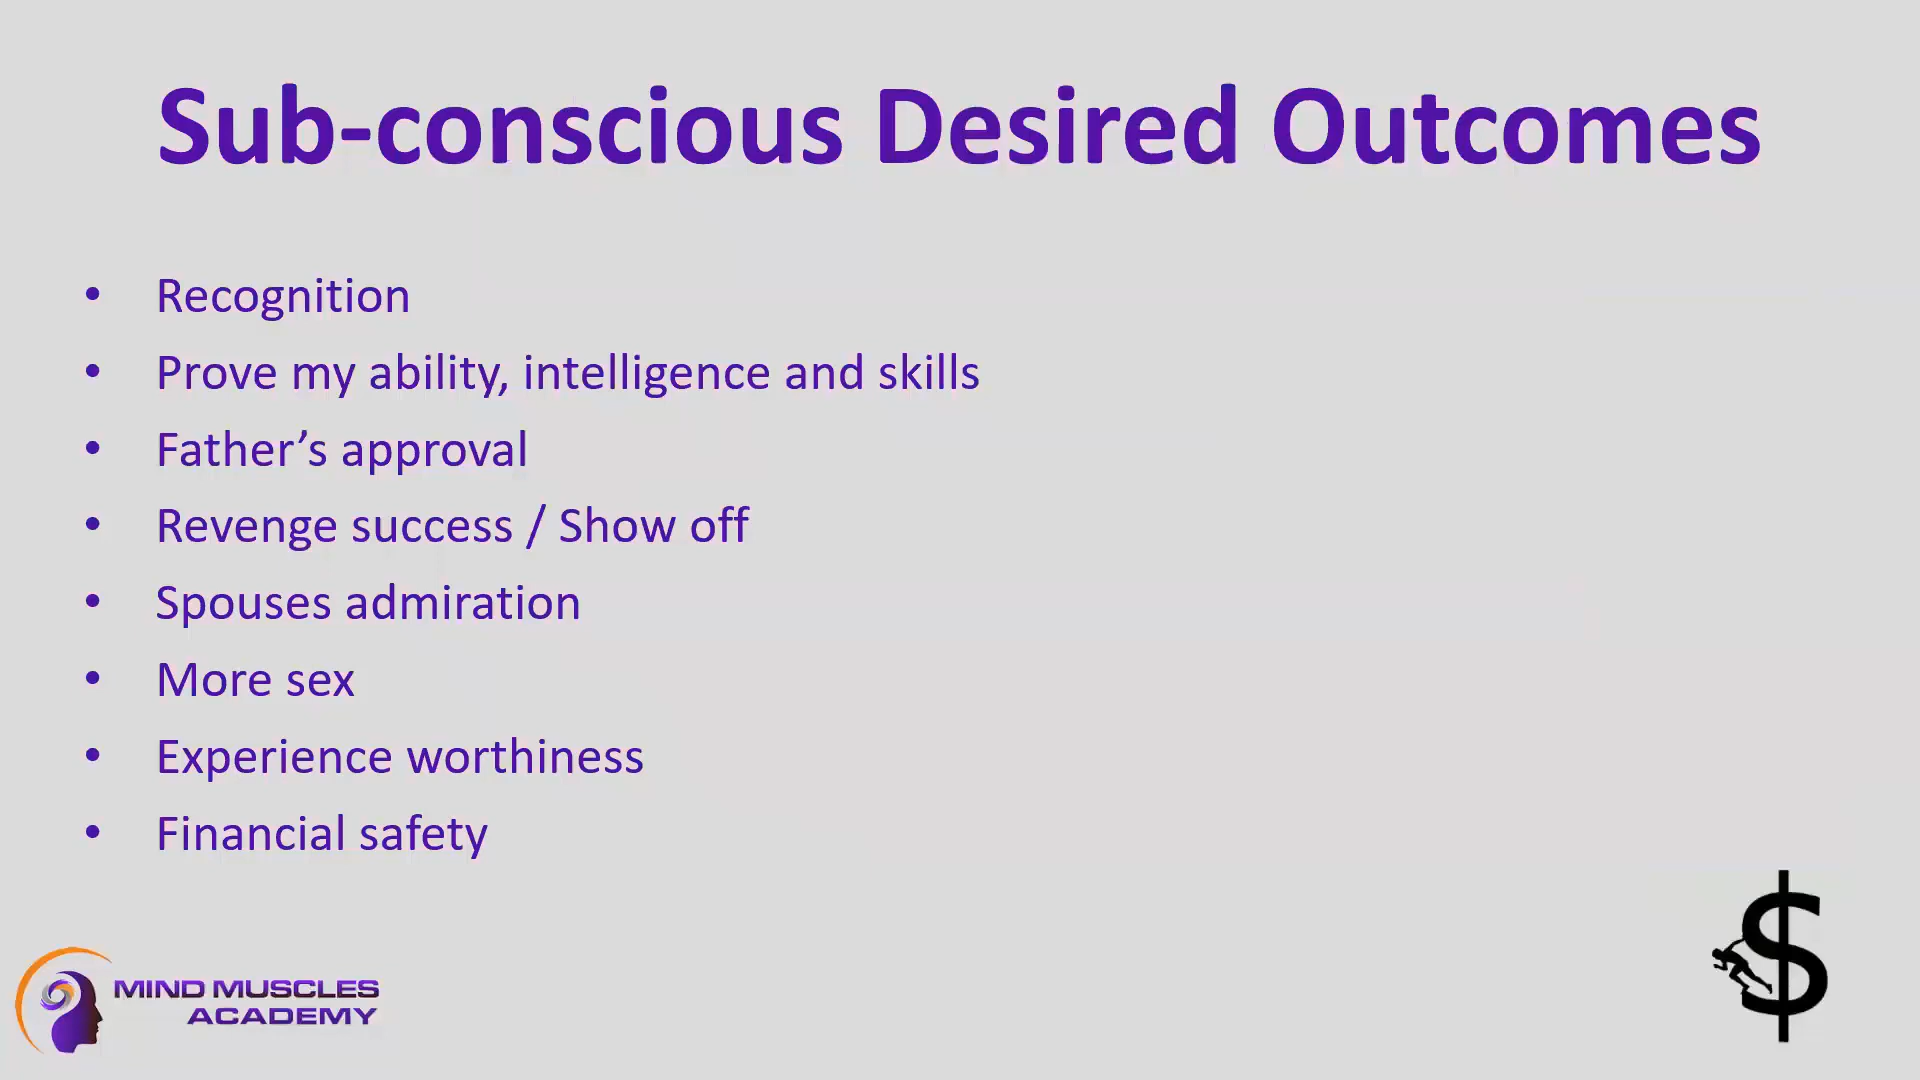 Sub-conscious Desired Outcomes
• Recognition
• Prove my ability, intelligence and skills
• Father’s approval
• Revenge success / Show off
• Spouses admiration
• More sex
• Experience worthiness
• Financial safety
MIND MUSCLES
ACADEMY
$